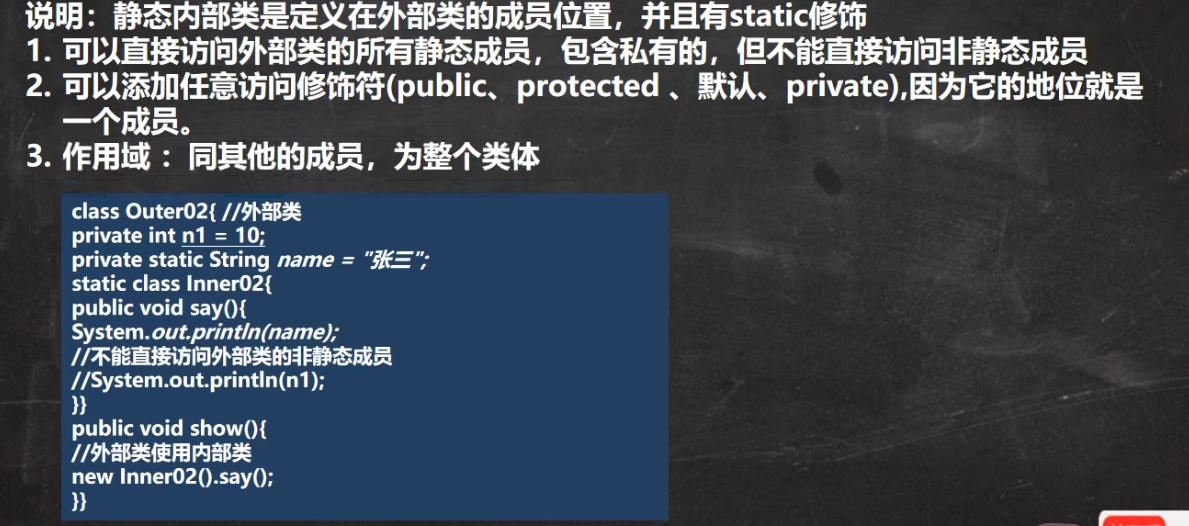 说明：静态内部类是定义在外部类的成员位置，并且有static修饰
1. 可以直接访问外部类的所有静态成员，包含私有的，但不能直接访问非静态成员
2. 可以添加任意访问修饰符(public、protected 、默认、private),因为它的地位就是
一个成员。
3. 作用域 ：同其他的成员，为整个类体
class Outer02{ //外部类
private int n1 = 10;
private static String name = "张三";
static class Inner02{
public void say(){
System.out.println(name);
//不能直接访问外部类的非静态成员
//System.out.println(n1);
}}
public void show(){
//外部类使用内部类
new Inner02().say();
}}